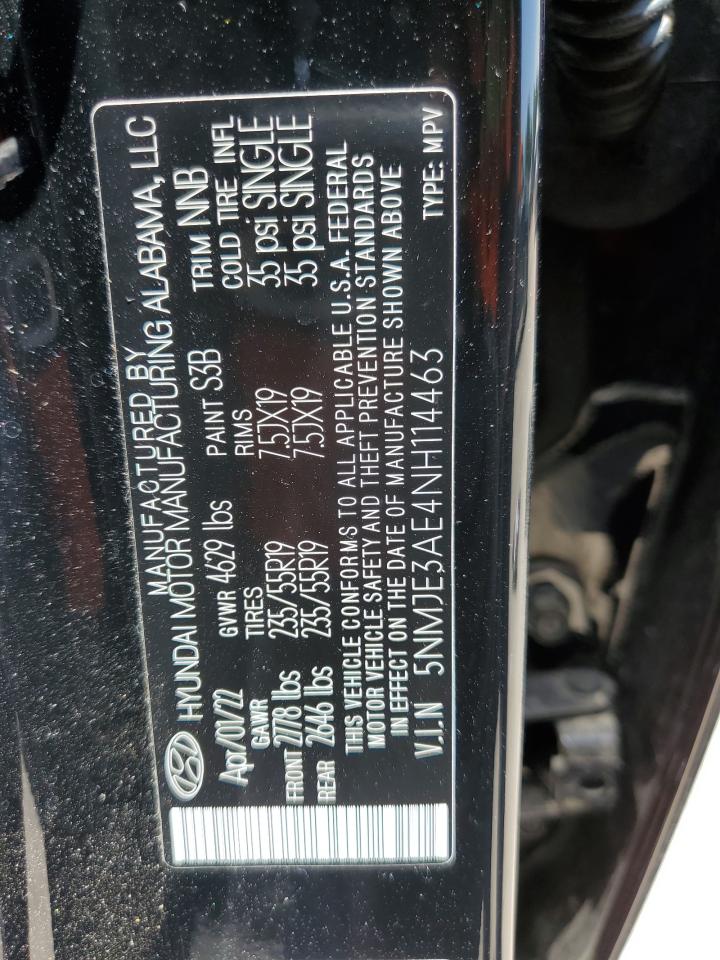 MANUFACTURED BY
HYUNDAI MOTOR MANUFACTURING ALABAMA, LLC
Apr/01/22 GVWR 4629 lbs PAINT S3B TRIM NNB
GAWR TIRES RIMS COLD TIRE INFL
FRONT 2778 lbs 235/55R19 7.5JX19 35 psi SINGLE
REAR 2646 lbs 235/55R19 7.5JX19 35 psi SINGLE
THIS VEHICLE CONFORMS TO ALL APPLICABLE U.S.A. FEDERAL
MOTOR VEHICLE SAFETY AND THEFT PREVENTION STANDARDS
IN EFFECT ON THE DATE OF MANUFACTURE SHOWN ABOVE
V.I.N 5NMJE3AE4NH114463 TYPE: MPV